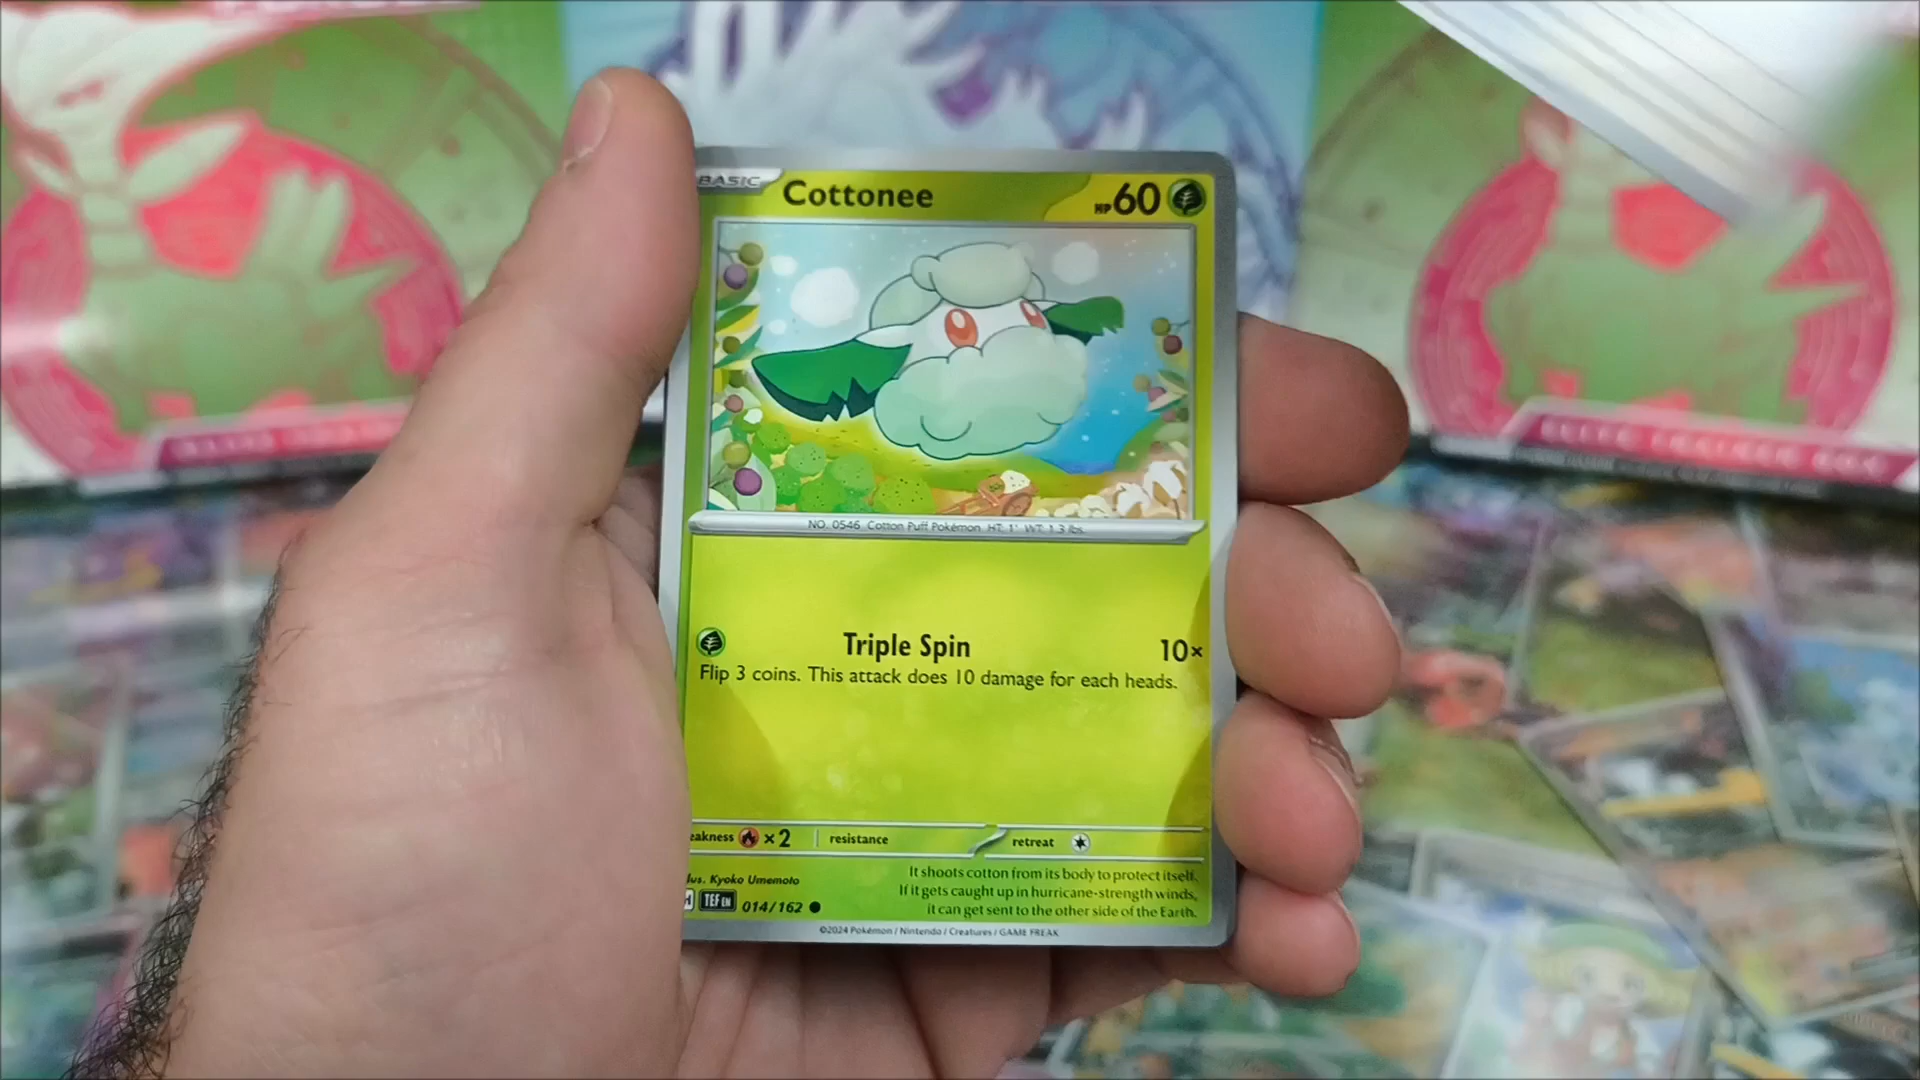 BASIC Cottonee HP 60
NO. 0546 Cotton Puff Pokémon HT: 1' WT: 1.3 lbs.
Triple Spin 10×
Flip 3 coins. This attack does 10 damage for each heads.
eakness ×2 resistance retreat
lus. Kyoko Umemoto
It shoots cotton from its body to protect itself.
If it gets caught up in hurricane-strength winds,
it can get sent to the other side of the Earth.
TEF EN 014/162
©2024 Pokémon / Nintendo / Creatures / GAME FREAK